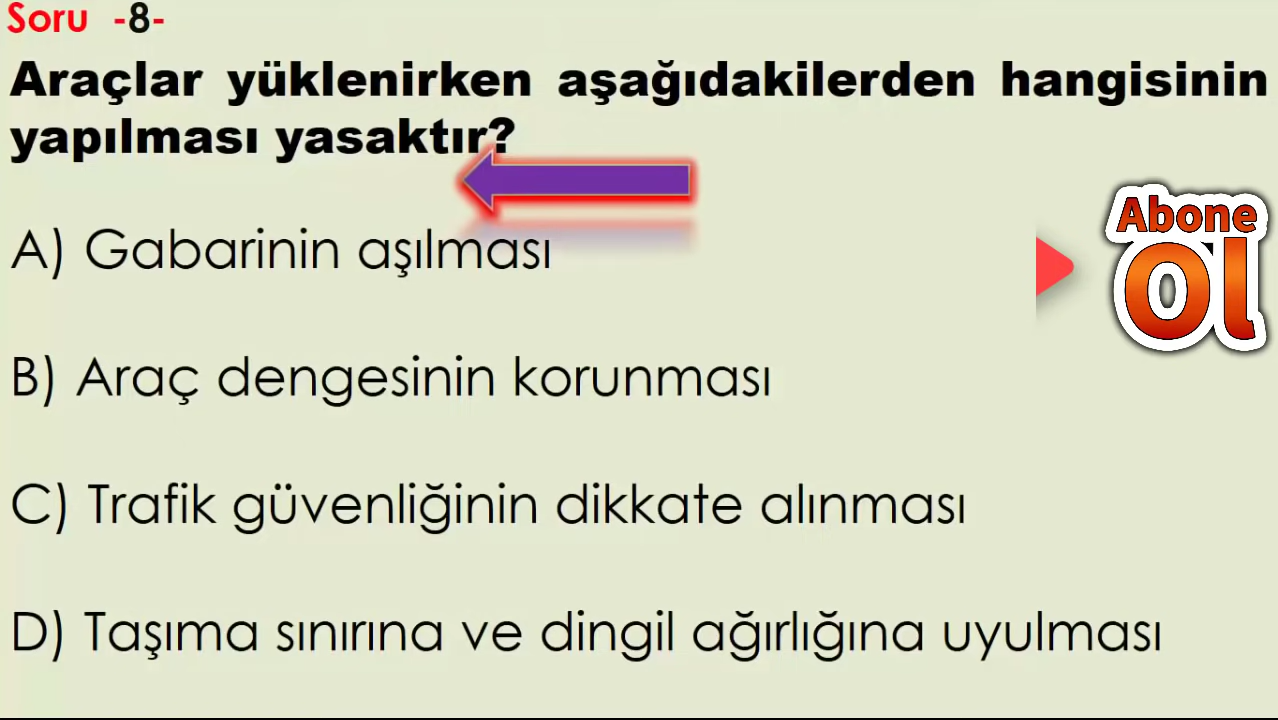 Soru -8-
Araçlar yüklenirken aşağıdakilerden hangisinin
yapılması yasaktır?
A) Gabarinin aşılması
Abone
Ol
B) Araç dengesinin korunması
C) Trafik güvenliğinin dikkate alınması
D) Taşıma sınırına ve dingil ağırlığına uyulması